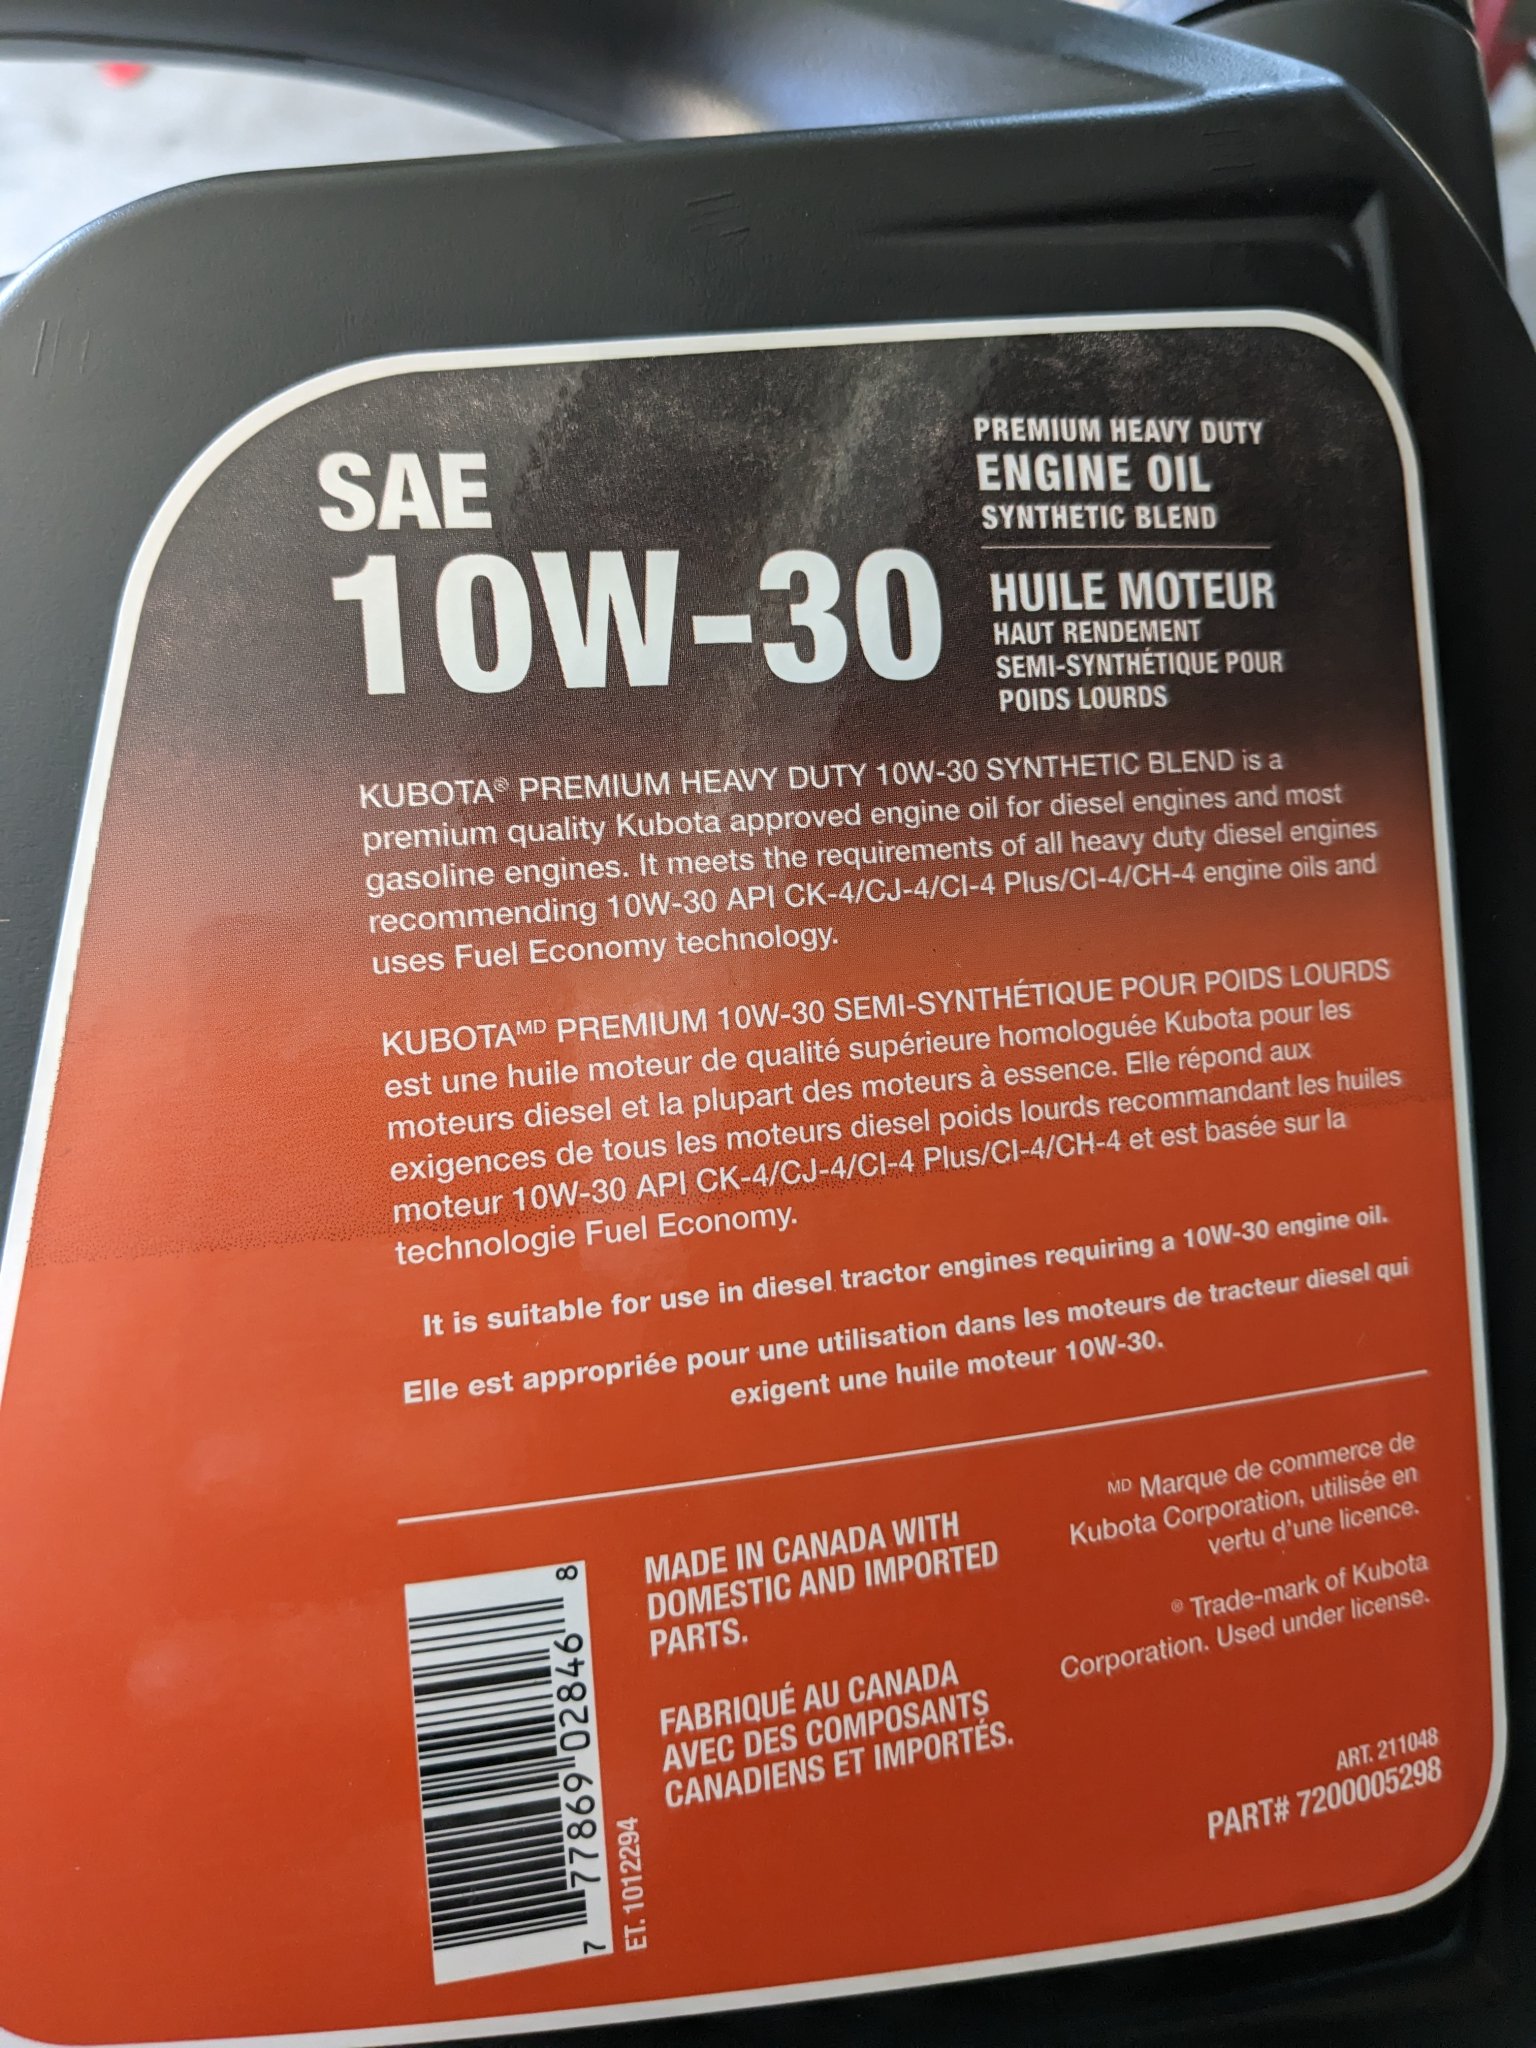 SAE
10W-30
PREMIUM HEAVY DUTY
ENGINE OIL
SYNTHETIC BLEND
HUILE MOTEUR
HAUT RENDEMENT
SEMI-SYNTHÉTIQUE POUR
POIDS LOURDS
KUBOTA® PREMIUM HEAVY DUTY 10W-30 SYNTHETIC BLEND is a
premium quality Kubota approved engine oil for diesel engines and most
gasoline engines. It meets the requirements of all heavy duty diesel engines
recommending 10W-30 API CK-4/CJ-4/CI-4 Plus/CI-4/CH-4 engine oils and
uses Fuel Economy technology.
KUBOTAᴹᴰ PREMIUM 10W-30 SEMI-SYNTHÉTIQUE POUR POIDS LOURDS
est une huile moteur de qualité supérieure homologuée Kubota pour les
moteurs diesel et la plupart des moteurs à essence. Elle répond aux
exigences de tous les moteurs diesel poids lourds recommandant les huiles
moteur 10W-30 API CK-4/CJ-4/CI-4 Plus/CI-4/CH-4 et est basée sur la
technologie Fuel Economy.
It is suitable for use in diesel tractor engines requiring a 10W-30 engine oil.
Elle est appropriée pour une utilisation dans les moteurs de tracteur diesel qui
exigent une huile moteur 10W-30.
7 77869 02846 8
ET. 1012294
MADE IN CANADA WITH
DOMESTIC AND IMPORTED
PARTS.
FABRIQUÉ AU CANADA
AVEC DES COMPOSANTS
CANADIENS ET IMPORTÉS.
ᴹᴰ Marque de commerce de
Kubota Corporation, utilisée en
vertu d'une licence.
® Trade-mark of Kubota
Corporation. Used under license.
ART. 211048
PART# 7200005298